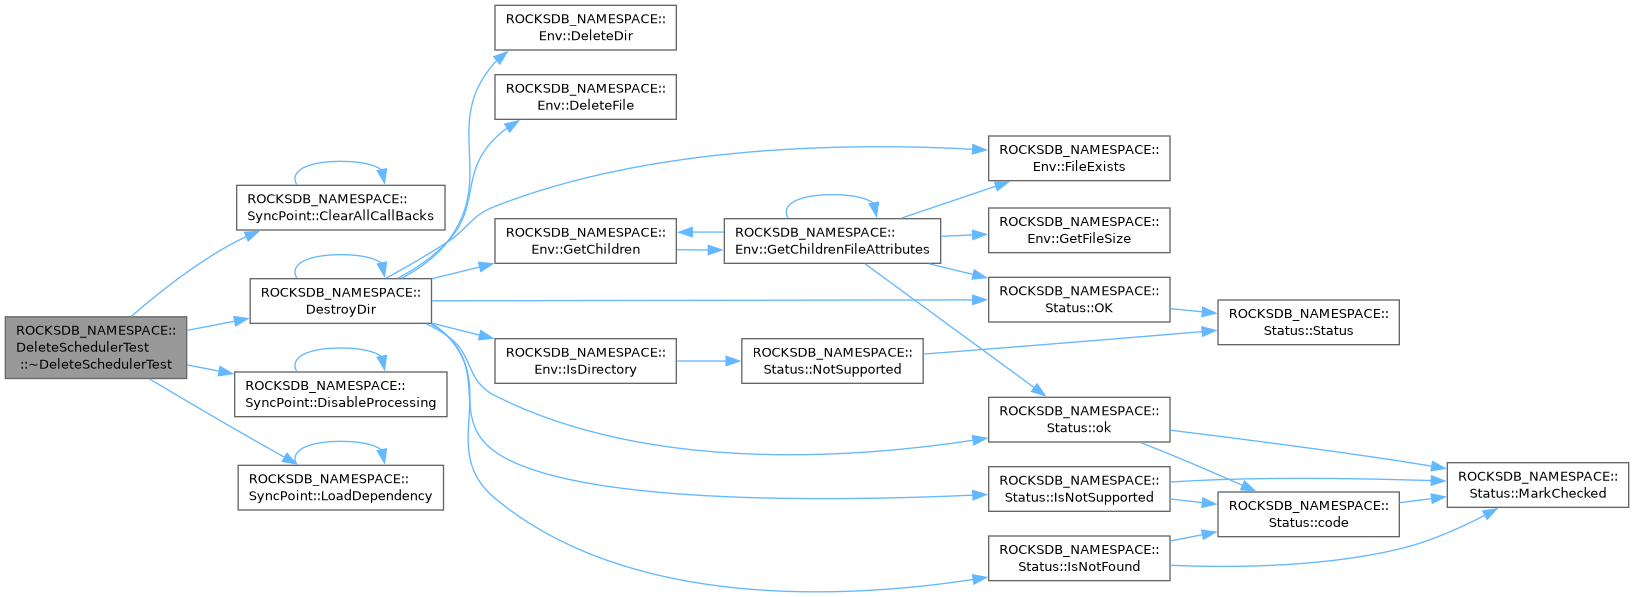 ROCKSDB_NAMESPACE::
DeleteSchedulerTest
::~DeleteSchedulerTest
ROCKSDB_NAMESPACE::
SyncPoint::ClearAllCallBacks
ROCKSDB_NAMESPACE::
DestroyDir
ROCKSDB_NAMESPACE::
SyncPoint::DisableProcessing
ROCKSDB_NAMESPACE::
SyncPoint::LoadDependency
ROCKSDB_NAMESPACE::
Env::DeleteDir
ROCKSDB_NAMESPACE::
Env::DeleteFile
ROCKSDB_NAMESPACE::
Env::GetChildren
ROCKSDB_NAMESPACE::
Env::IsDirectory
ROCKSDB_NAMESPACE::
Env::GetChildrenFileAttributes
ROCKSDB_NAMESPACE::
Status::NotSupported
ROCKSDB_NAMESPACE::
Env::FileExists
ROCKSDB_NAMESPACE::
Env::GetFileSize
ROCKSDB_NAMESPACE::
Status::OK
ROCKSDB_NAMESPACE::
Status::ok
ROCKSDB_NAMESPACE::
Status::IsNotSupported
ROCKSDB_NAMESPACE::
Status::IsNotFound
ROCKSDB_NAMESPACE::
Status::Status
ROCKSDB_NAMESPACE::
Status::code
ROCKSDB_NAMESPACE::
Status::MarkChecked